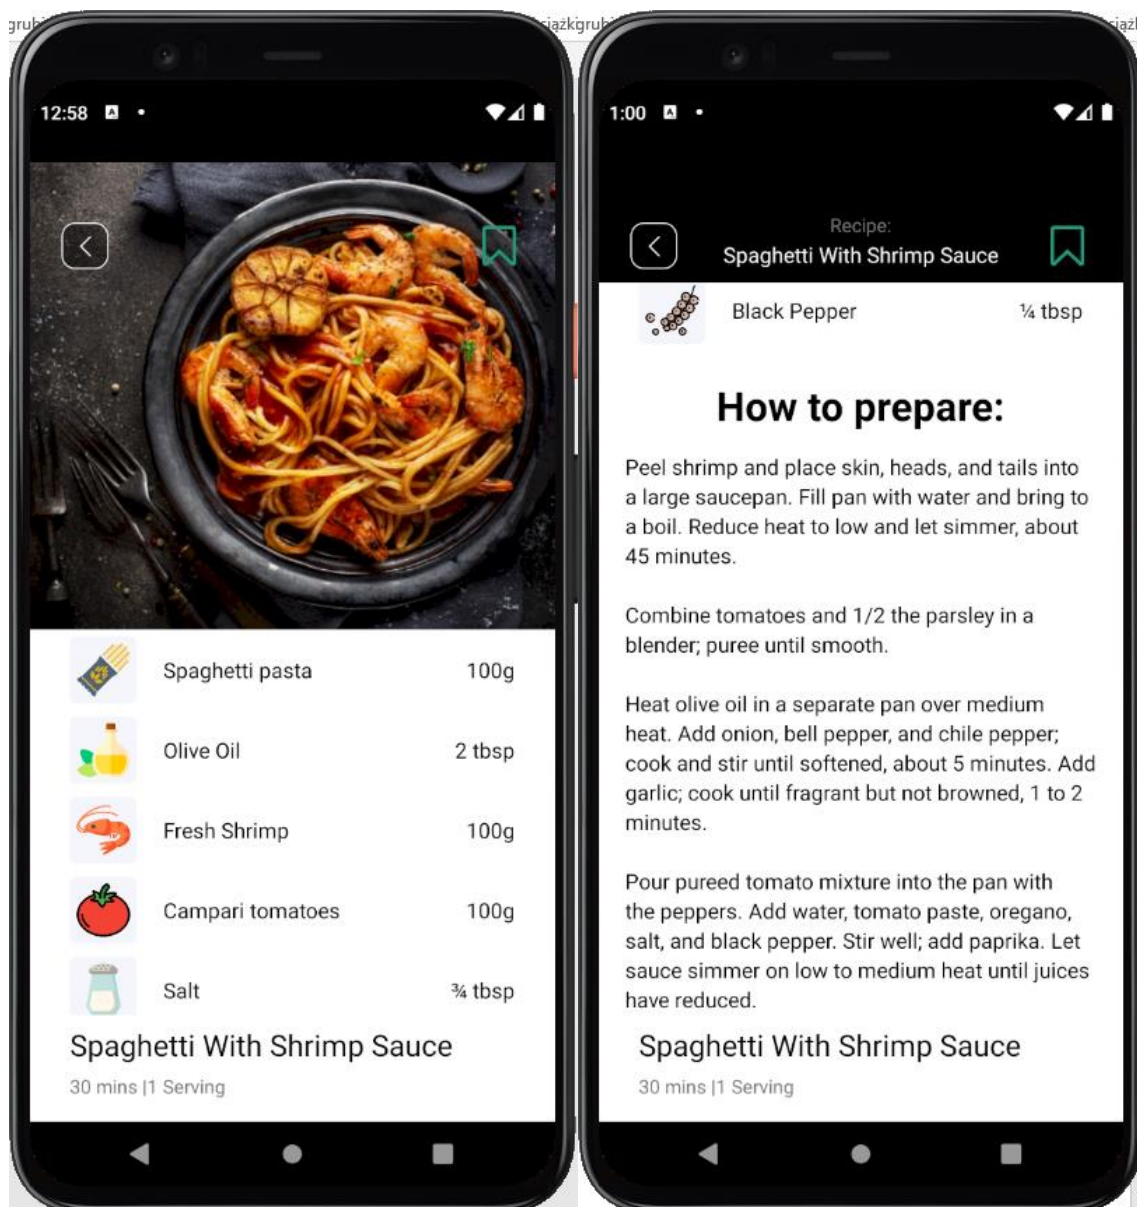 12:58
Spaghetti pasta 100g
Olive Oil 2 tbsp
Fresh Shrimp 100g
Campari tomatoes 100g
Salt ¾ tbsp
Spaghetti With Shrimp Sauce
30 mins |1 Serving
1:00
Recipe:
Spaghetti With Shrimp Sauce
Black Pepper ¼ tbsp
How to prepare:
Peel shrimp and place skin, heads, and tails into
a large saucepan. Fill pan with water and bring to
a boil. Reduce heat to low and let simmer, about
45 minutes.
Combine tomatoes and 1/2 the parsley in a
blender; puree until smooth.
Heat olive oil in a separate pan over medium
heat. Add onion, bell pepper, and chile pepper;
cook and stir until softened, about 5 minutes. Add
garlic; cook until fragrant but not browned, 1 to 2
minutes.
Pour pureed tomato mixture into the pan with
the peppers. Add water, tomato paste, oregano,
salt, and black pepper. Stir well; add paprika. Let
sauce simmer on low to medium heat until juices
have reduced.
Spaghetti With Shrimp Sauce
30 mins |1 Serving